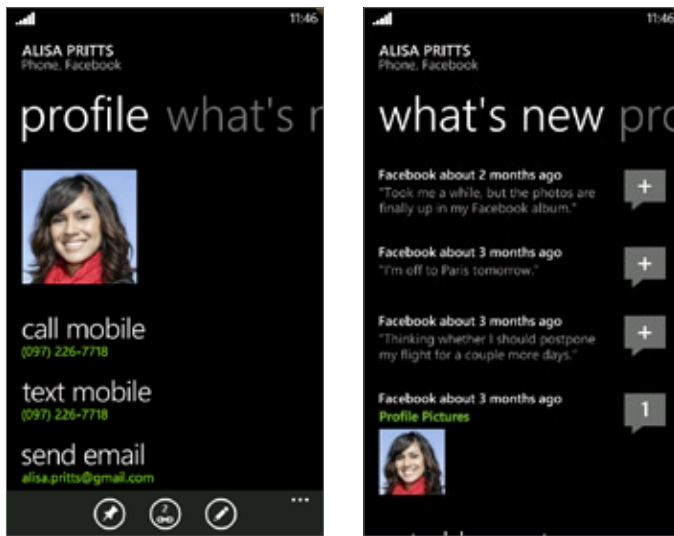 11:46
ALISA PRITTS
Phone, Facebook
profile what's
call mobile
(097) 226-7718
text mobile
(097) 226-7718
send email
alisa.pritts@gmail.com
2
11:46
ALISA PRITTS
Phone, Facebook
what's new pro
Facebook about 2 months ago
"Took me a while, but the photos are
finally up in my Facebook album."
+
Facebook about 3 months ago
"I'm off to Paris tomorrow."
+
Facebook about 3 months ago
"Thinking whether I should postpone
my flight for a couple more days."
+
Facebook about 3 months ago
Profile Pictures
1